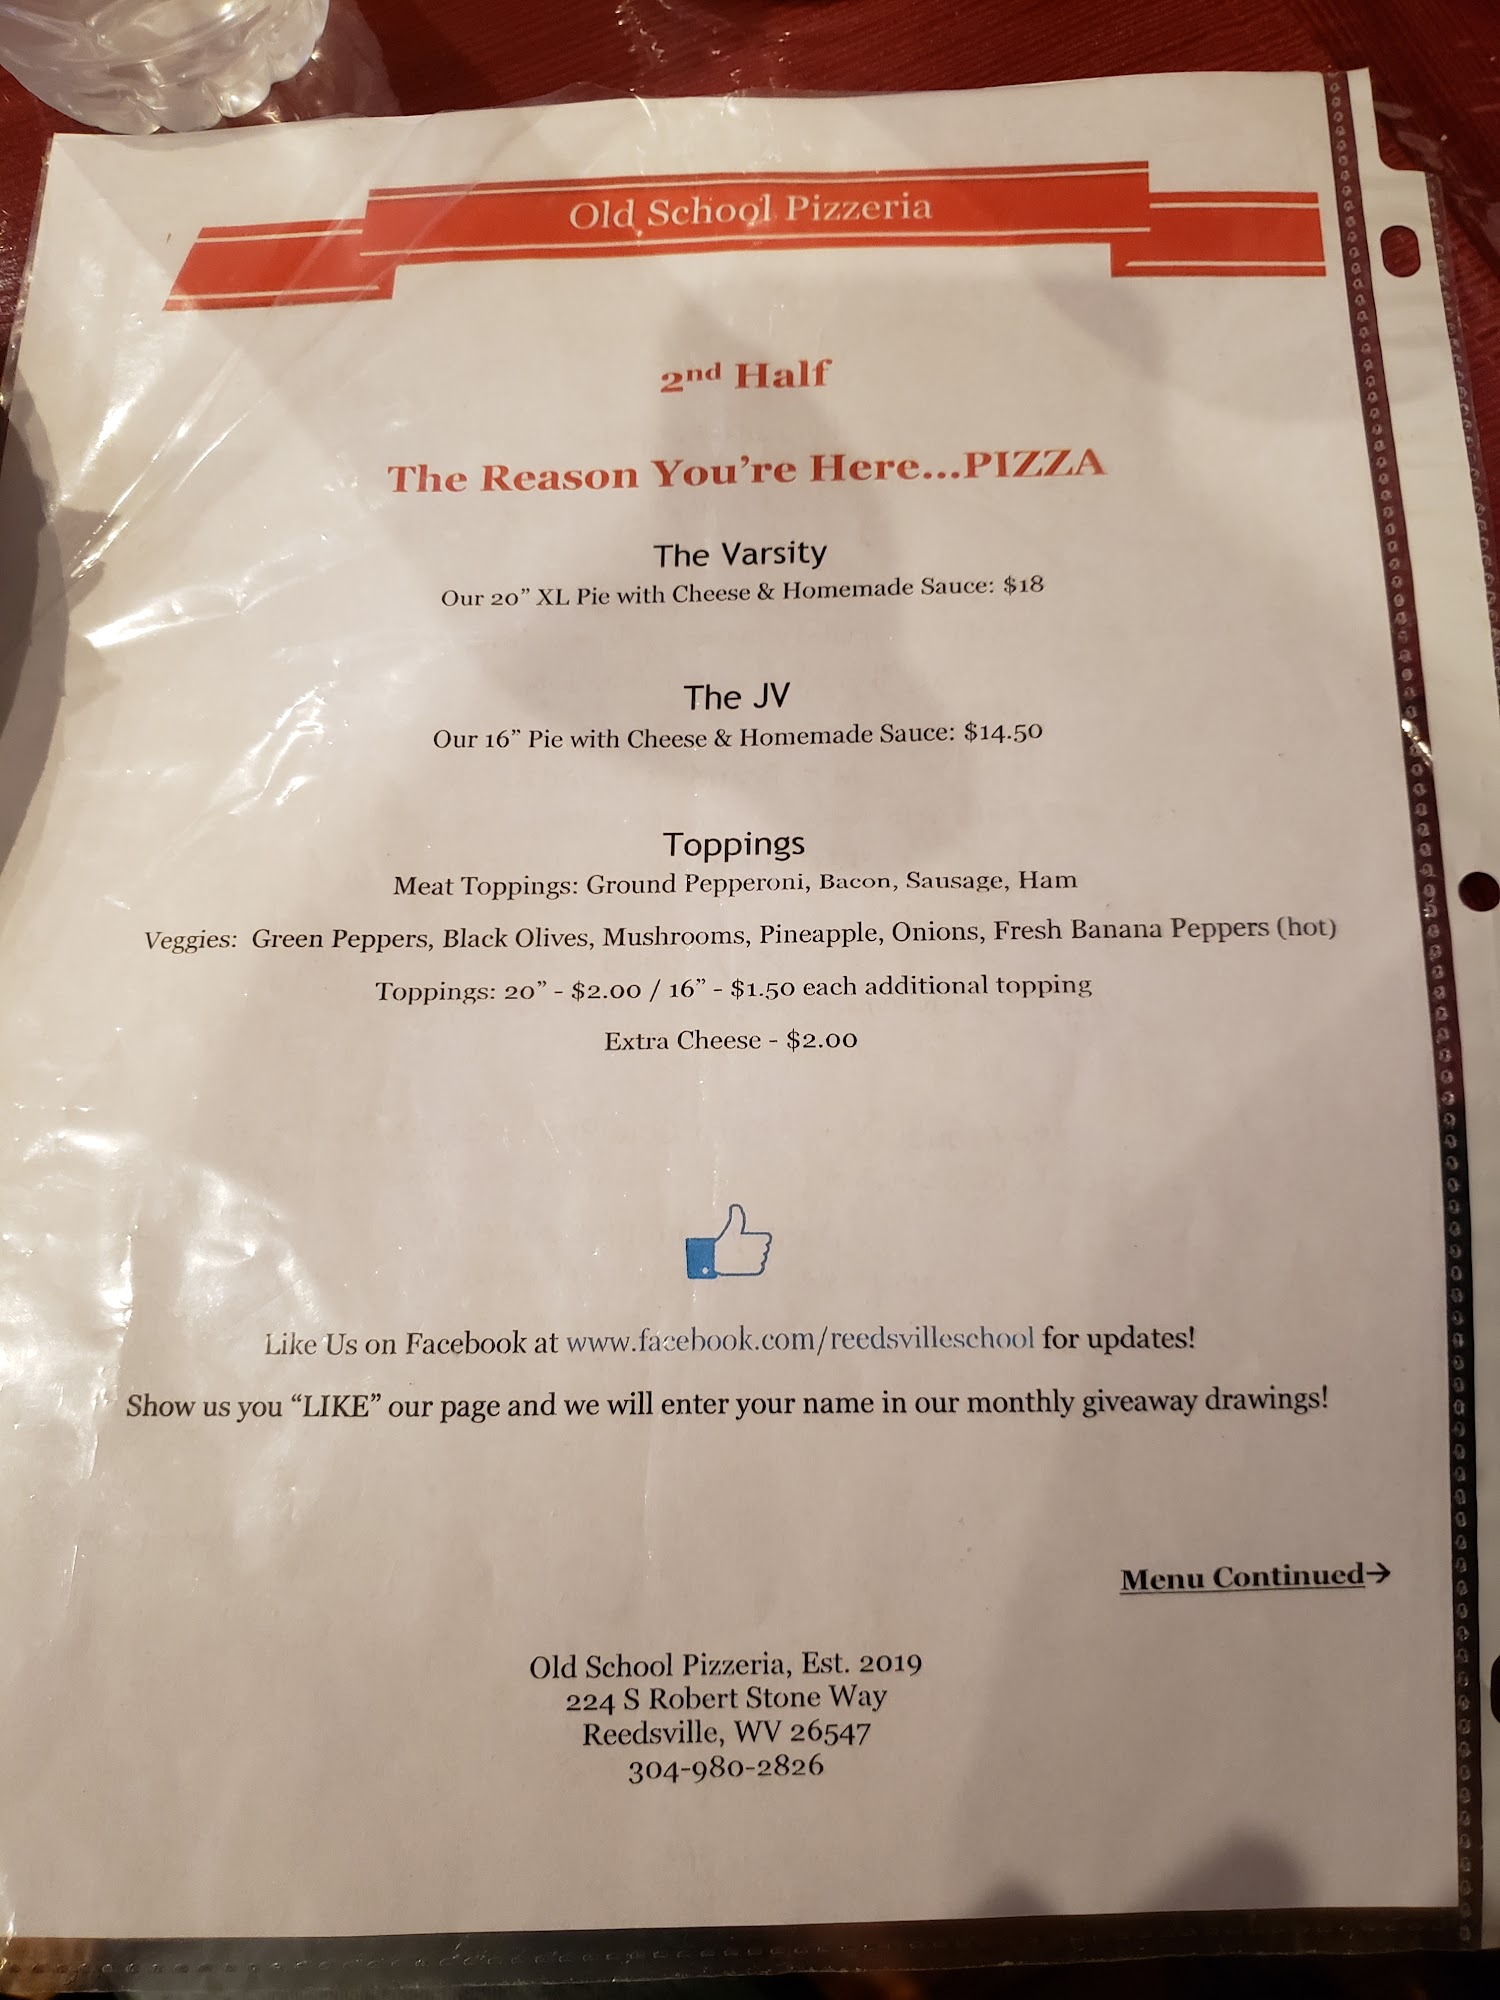 Old School Pizzeria
2nd Half
The Reason You're Here...PIZZA
The Varsity
Our 20” XL Pie with Cheese & Homemade Sauce: $18
The JV
Our 16” Pie with Cheese & Homemade Sauce: $14.50
Toppings
Meat Toppings: Ground Pepperoni, Bacon, Sausage, Ham
Veggies: Green Peppers, Black Olives, Mushrooms, Pineapple, Onions, Fresh Banana Peppers (hot)
Toppings: 20” - $2.00 / 16” - $1.50 each additional topping
Extra Cheese - $2.00
Like Us on Facebook at www.facebook.com/reedsvilleschool for updates!
Show us you “LIKE” our page and we will enter your name in our monthly giveaway drawings!
Menu Continued→
Old School Pizzeria, Est. 2019
224 S Robert Stone Way
Reedsville, WV 26547
304-980-2826